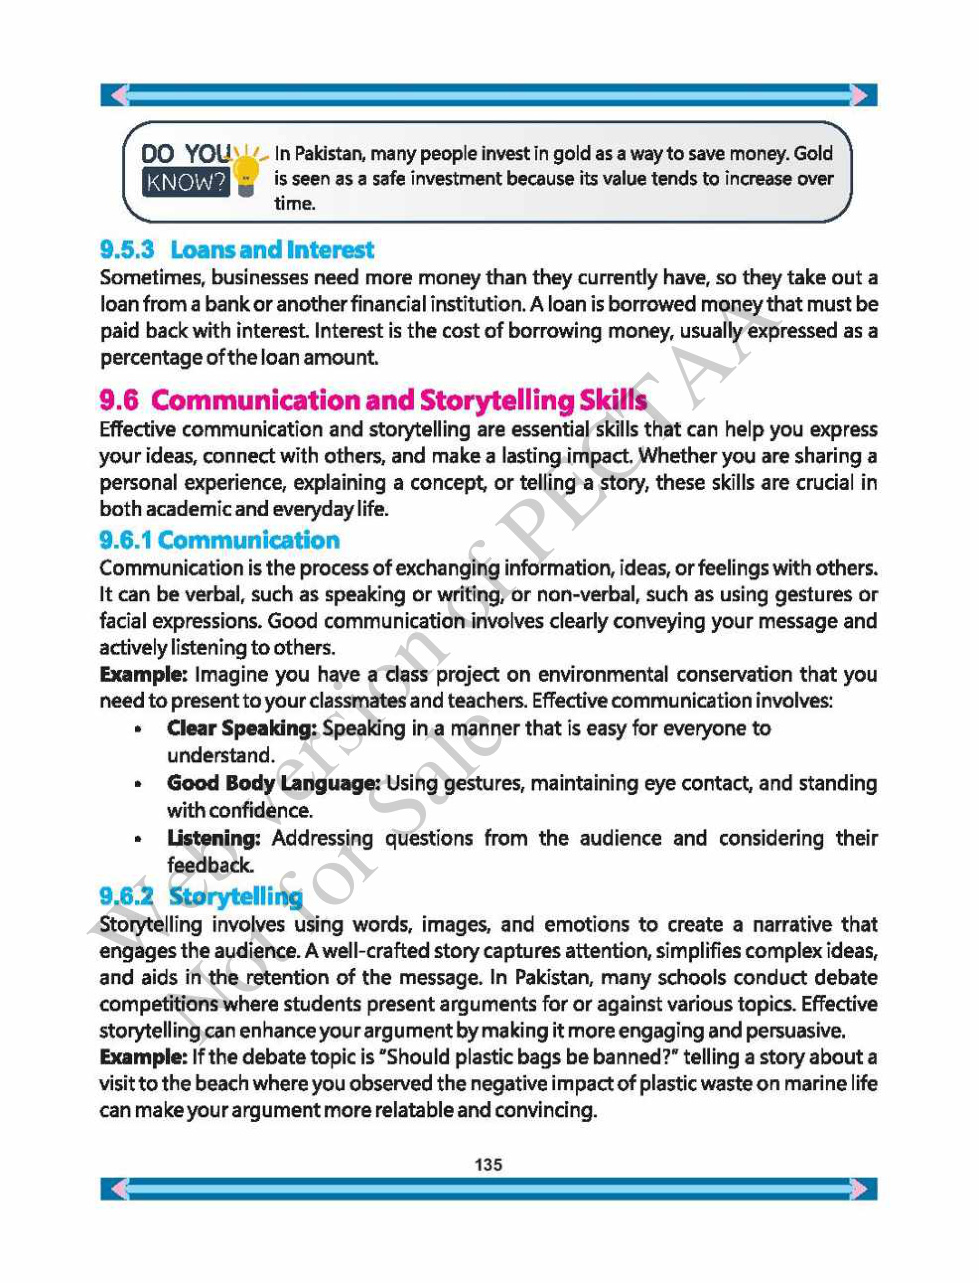 DO YOU KNOW?
In Pakistan, many people invest in gold as a way to save money. Gold
is seen as a safe investment because its value tends to increase over
time.
9.5.3 Loans and Interest
Sometimes, businesses need more money than they currently have, so they take out a
loan from a bank or another financial institution. A loan is borrowed money that must be
paid back with interest. Interest is the cost of borrowing money, usually expressed as a
percentage of the loan amount.
9.6 Communication and Storytelling Skills
Effective communication and storytelling are essential skills that can help you express
your ideas, connect with others, and make a lasting impact. Whether you are sharing a
personal experience, explaining a concept, or telling a story, these skills are crucial in
both academic and everyday life.
9.6.1 Communication
Communication is the process of exchanging information, ideas, or feelings with others.
It can be verbal, such as speaking or writing, or non-verbal, such as using gestures or
facial expressions. Good communication involves clearly conveying your message and
actively listening to others.
Example: Imagine you have a class project on environmental conservation that you
need to present to your classmates and teachers. Effective communication involves:
• Clear Speaking: Speaking in a manner that is easy for everyone to
understand.
• Good Body Language: Using gestures, maintaining eye contact, and standing
with confidence.
• Listening: Addressing questions from the audience and considering their
feedback.
9.6.2 Storytelling
Storytelling involves using words, images, and emotions to create a narrative that
engages the audience. A well-crafted story captures attention, simplifies complex ideas,
and aids in the retention of the message. In Pakistan, many schools conduct debate
competitions where students present arguments for or against various topics. Effective
storytelling can enhance your argument by making it more engaging and persuasive.
Example: If the debate topic is "Should plastic bags be banned?" telling a story about a
visit to the beach where you observed the negative impact of plastic waste on marine life
can make your argument more relatable and convincing.
135
Web Version of PECTAA
Not for Sale